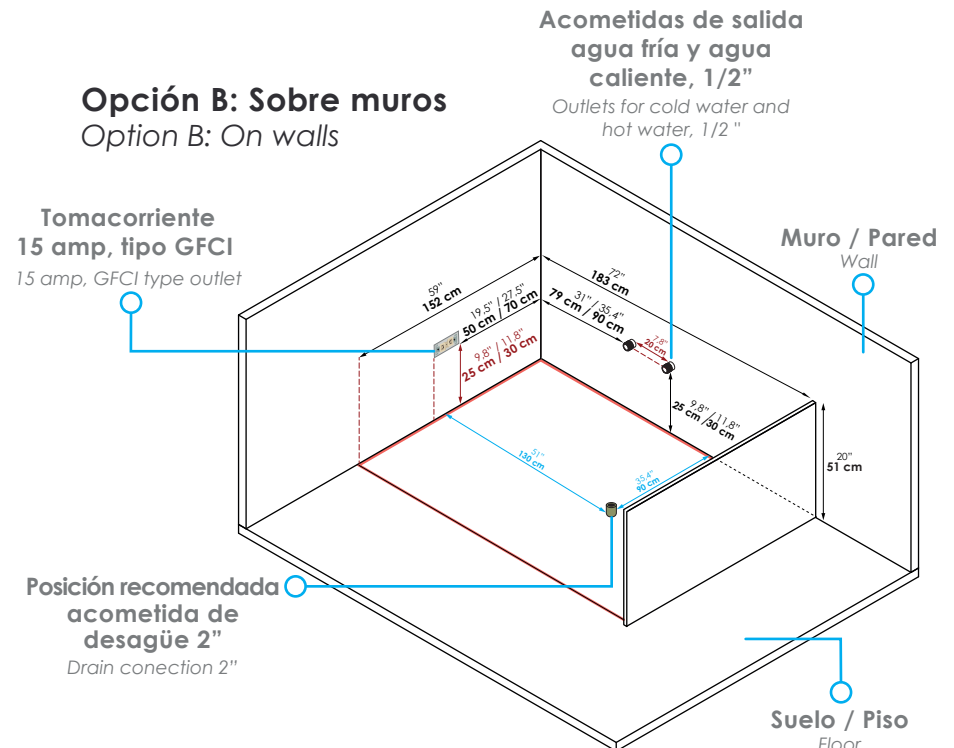 Acometidas de salida
agua fría y agua
caliente, 1/2”
Outlets for cold water and
hot water, 1/2 "
Opción B: Sobre muros
Option B: On walls
Tomacorriente
15 amp, tipo GFCI
15 amp, GFCI type outlet
Muro / Pared
Wall
59"
152 cm
19.5" / 27.5"
50 cm / 70 cm
9.8" / 11.8"
25 cm / 30 cm
72"
183 cm
31" / 35.4"
79 cm / 90 cm
7.8"
20 cm
9.8" / 11.8"
25 cm /30 cm
20"
51 cm
51"
130 cm
35.4"
90 cm
Posición recomendada
acometida de
desagüe 2”
Drain conection 2”
Suelo / Piso
Floor